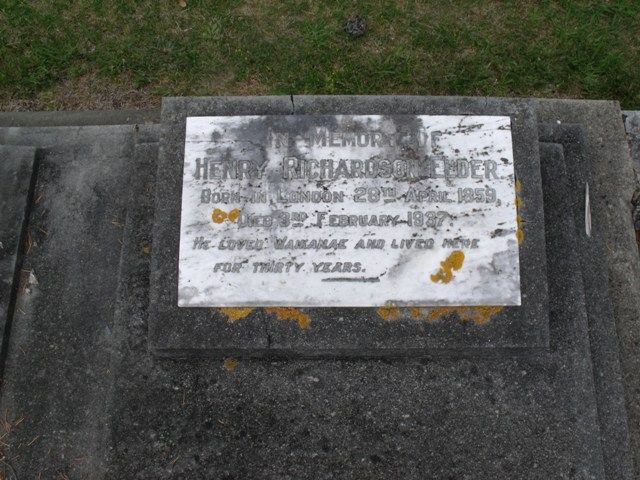 IN MEMORY OF
HENRY RICHARDSON ELDER
BORN IN LONDON 28TH APRIL 1859,
DIED 3RD FEBRUARY 1937
HE LOVED WAIKANAE AND LIVED HERE
FOR THIRTY YEARS.